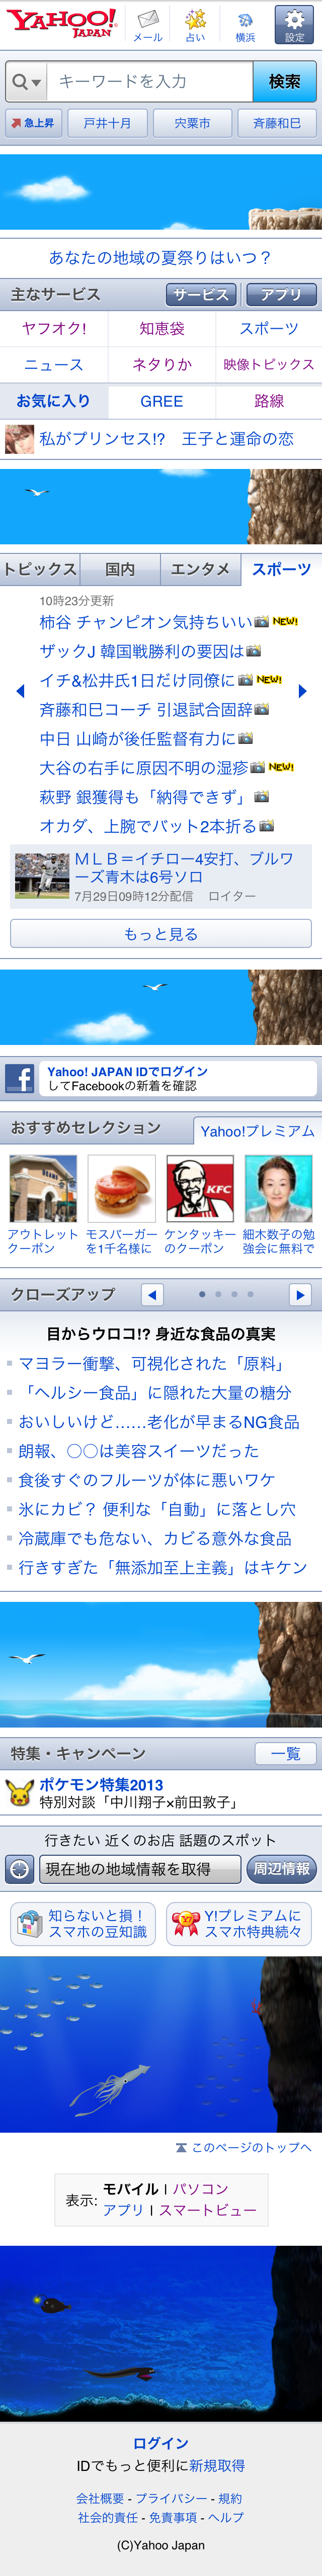 YAHOO! JAPAN
メール 占い 横浜 設定
キーワードを入力 検索
急上昇 戸井十月 宍粟市 斉藤和巳
あなたの地域の夏祭りはいつ？
主なサービス サービス アプリ
ヤフオク! 知恵袋 スポーツ
ニュース ネタりか 映像トピックス
お気に入り GREE 路線
私がプリンセス!?　王子と運命の恋
トピックス 国内 エンタメ スポーツ
10時23分更新
柿谷 チャンピオン気持ちいい NEW!
ザックJ 韓国戦勝利の要因は
イチ&松井氏1日だけ同僚に NEW!
斉藤和巳コーチ 引退試合固辞
中日 山崎が後任監督有力に
大谷の右手に原因不明の湿疹 NEW!
萩野 銀獲得も「納得できず」
オカダ、上腕でバット2本折る
ＭＬＢ＝イチロー4安打、ブルワ
ーズ青木は6号ソロ
7月29日09時12分配信　ロイター
もっと見る
Yahoo! JAPAN IDでログイン
してFacebookの新着を確認
おすすめセレクション Yahoo!プレミアム
アウトレット モスバーガー ケンタッキー 細木数子の勉
クーポン を1千名様に のクーポン 強会に無料で
クローズアップ
目からウロコ!? 身近な食品の真実
マヨラー衝撃、可視化された「原料」
「ヘルシー食品」に隠れた大量の糖分
おいしいけど……老化が早まるNG食品
朗報、○○は美容スイーツだった
食後すぐのフルーツが体に悪いワケ
氷にカビ？ 便利な「自動」に落とし穴
冷蔵庫でも危ない、カビる意外な食品
行きすぎた「無添加至上主義」はキケン
特集・キャンペーン 一覧
ポケモン特集2013
特別対談「中川翔子×前田敦子」
行きたい 近くのお店 話題のスポット
現在地の地域情報を取得 周辺情報
知らないと損！ Y!プレミアムに
スマホの豆知識 スマホ特典続々
このページのトップへ
表示: モバイル | パソコン
アプリ | スマートビュー
ログイン
IDでもっと便利に新規取得
会社概要 - プライバシー - 規約
社会的責任 - 免責事項 - ヘルプ
(C)Yahoo Japan